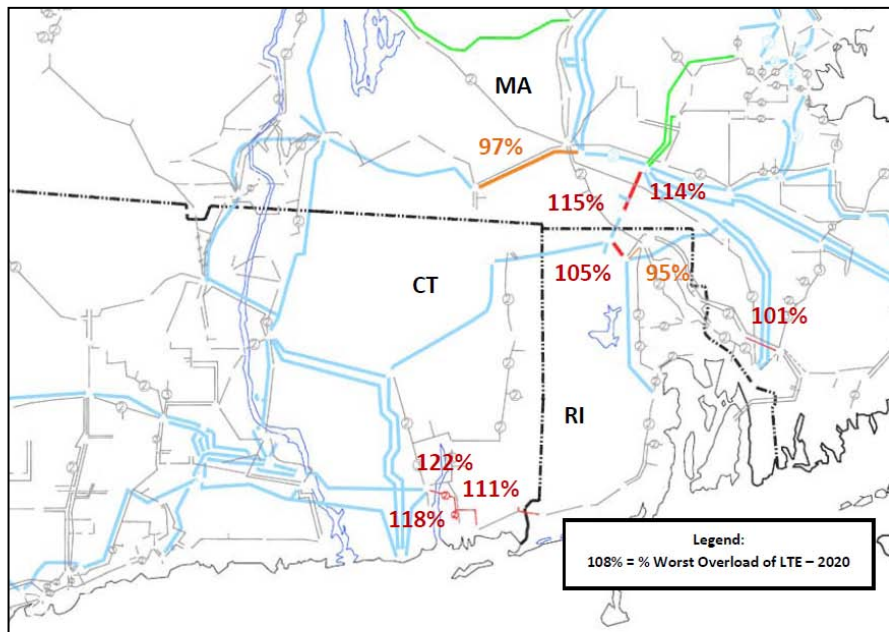 MA
97%
115%
114%
CT
105%
95%
101%
RI
122%
111%
118%
Legend:
108% = % Worst Overload of LTE – 2020